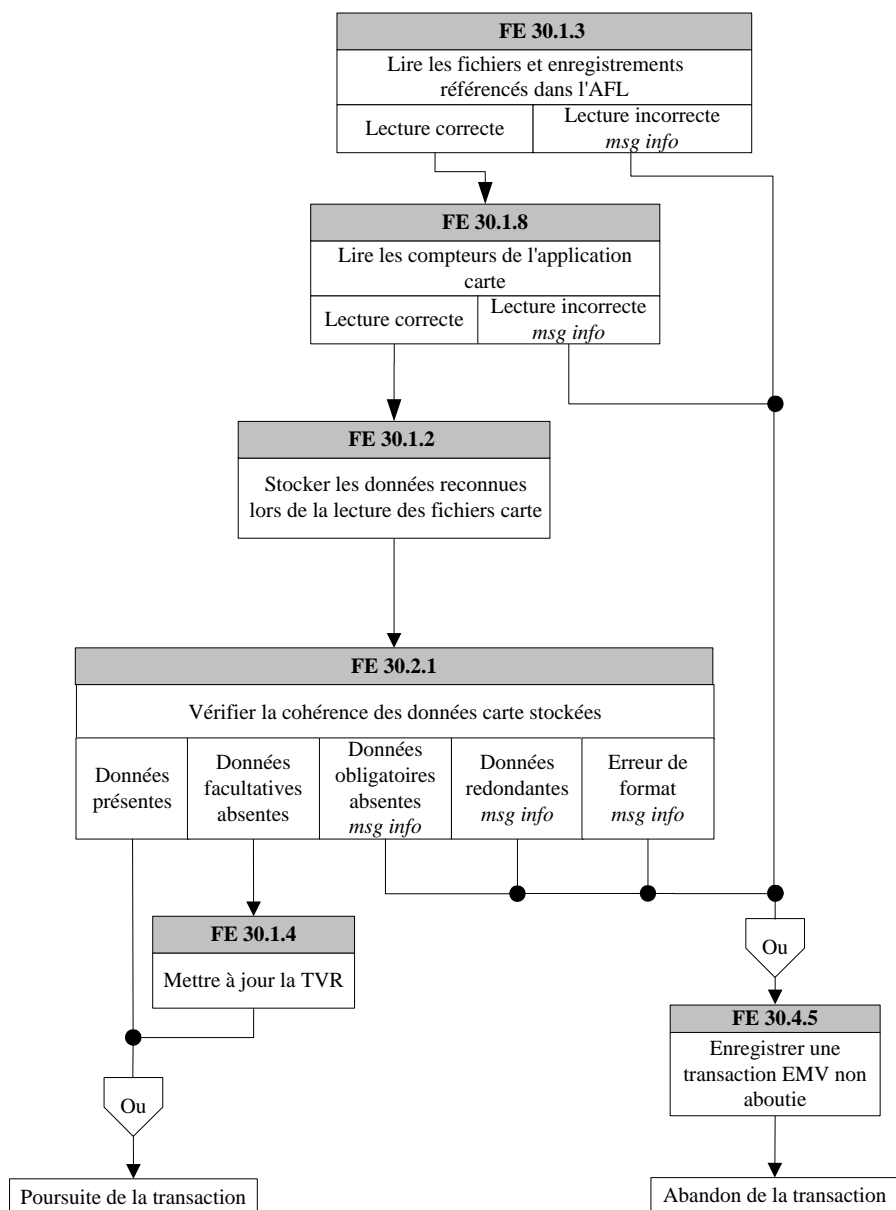 FE 30.1.3
Lire les fichiers et enregistrements
référencés dans l'AFL
Lecture correcte
Lecture incorrecte
msg info
FE 30.1.8
Lire les compteurs de l'application
carte
Lecture correcte
Lecture incorrecte
msg info
FE 30.1.2
Stocker les données reconnues
lors de la lecture des fichiers carte
FE 30.2.1
Vérifier la cohérence des données carte stockées
Données
présentes
Données
facultatives
absentes
Données
obligatoires
absentes
msg info
Données
redondantes
msg info
Erreur de
format
msg info
FE 30.1.4
Mettre à jour la TVR
Ou
FE 30.4.5
Enregistrer une
transaction EMV non
aboutie
Ou
Poursuite de la transaction
Abandon de la transaction